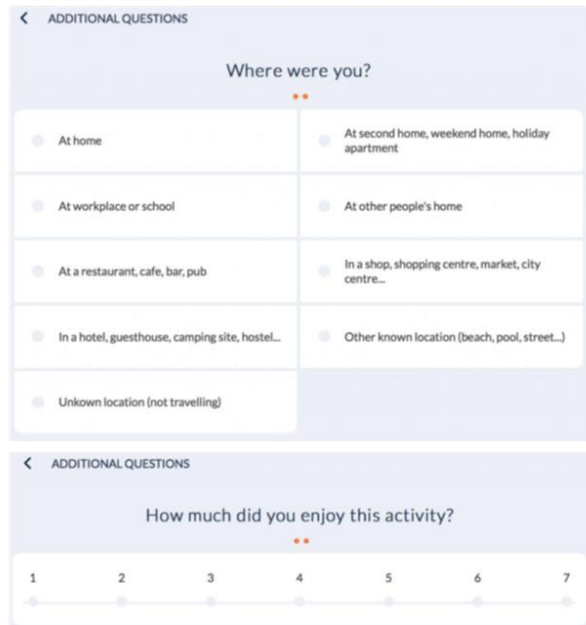 ADDITIONAL QUESTIONS
Where were you?
At home
At second home, weekend home, holiday
apartment
At workplace or school
At other people's home
At a restaurant, cafe, bar, pub
In a shop, shopping centre, market, city
centre...
In a hotel, guesthouse, camping site, hostel...
Other known location (beach, pool, street...)
Unkown location (not travelling)
ADDITIONAL QUESTIONS
How much did you enjoy this activity?
1 2 3 4 5 6 7